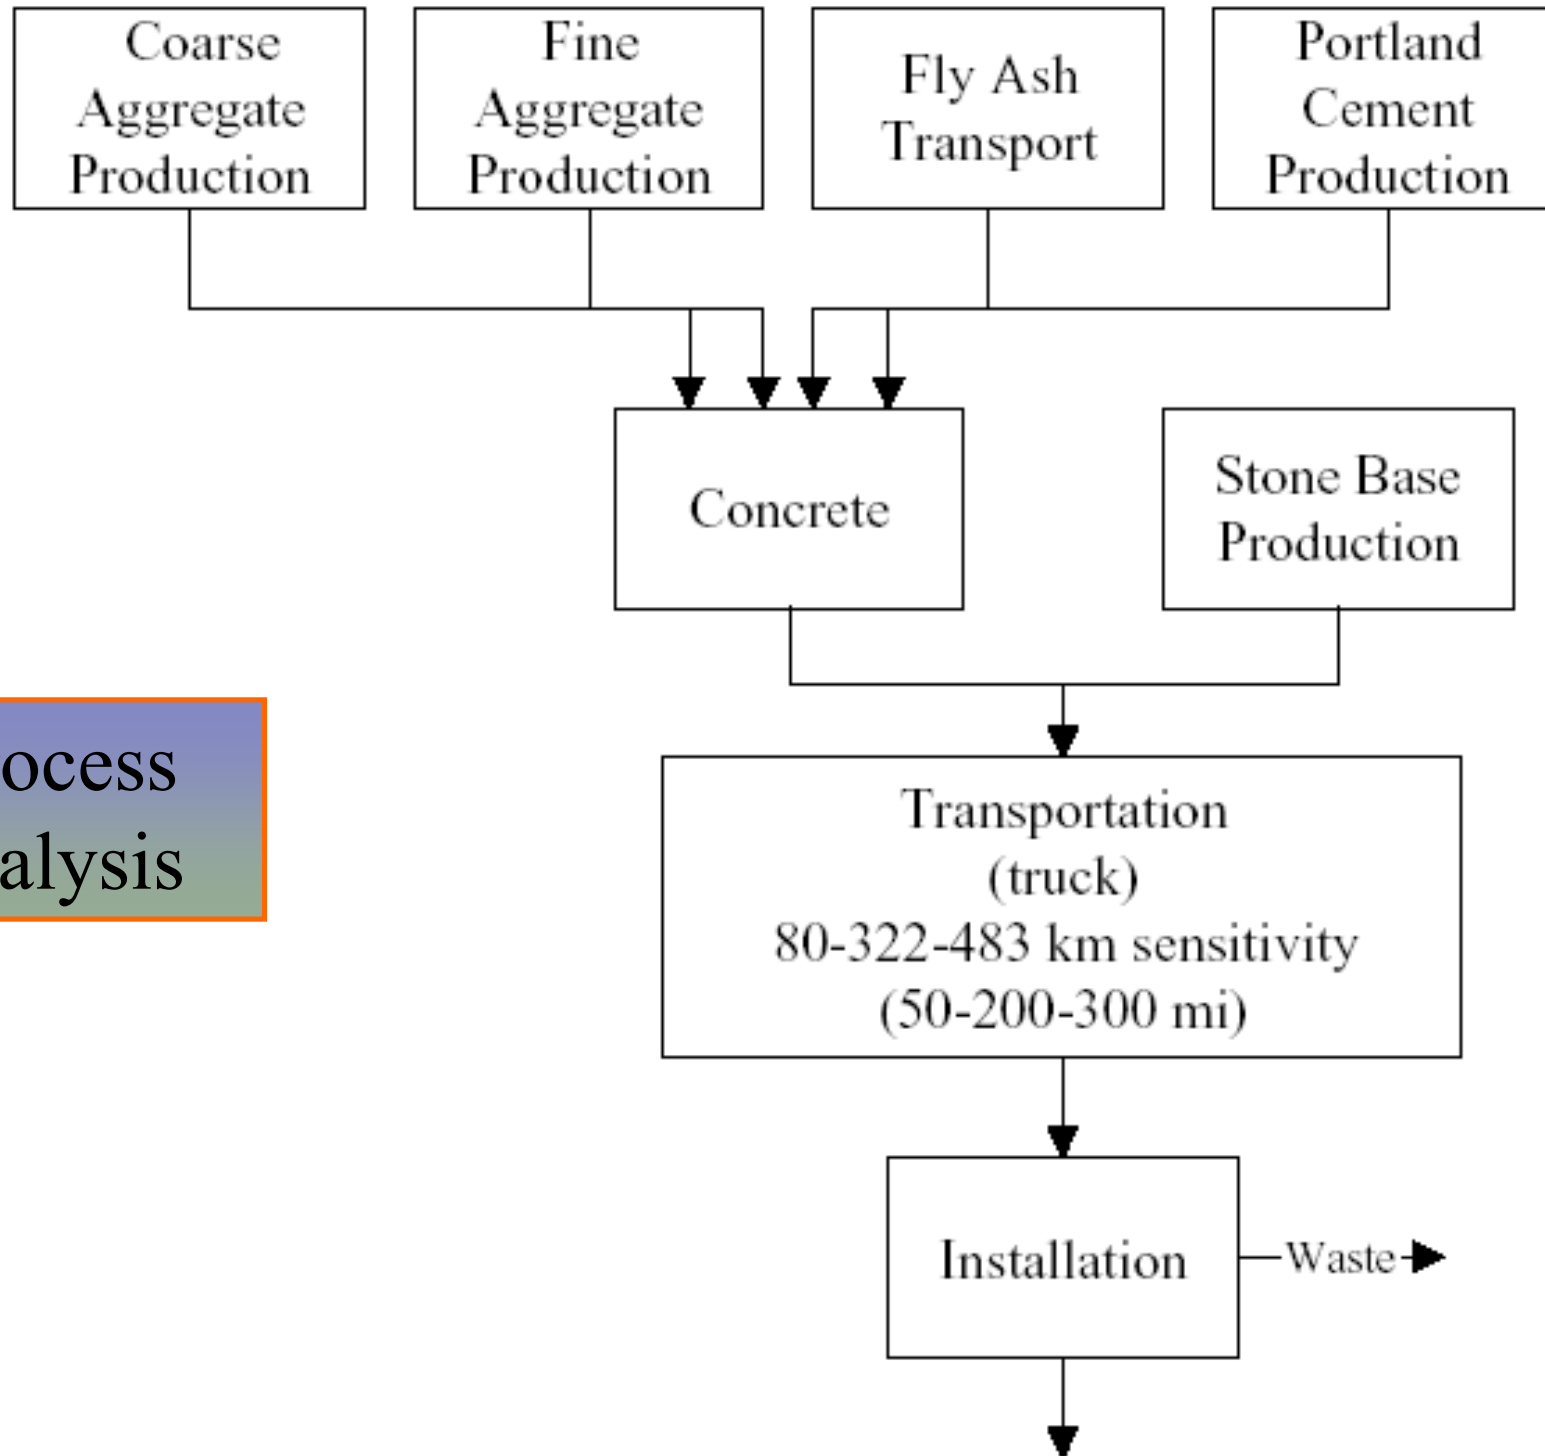 Coarse
Aggregate
Production
Fine
Aggregate
Production
Fly Ash
Transport
Portland
Cement
Production
Concrete
Stone Base
Production
ocess
alysis
Transportation
(truck)
80-322-483 km sensitivity
(50-200-300 mi)
Installation
Waste